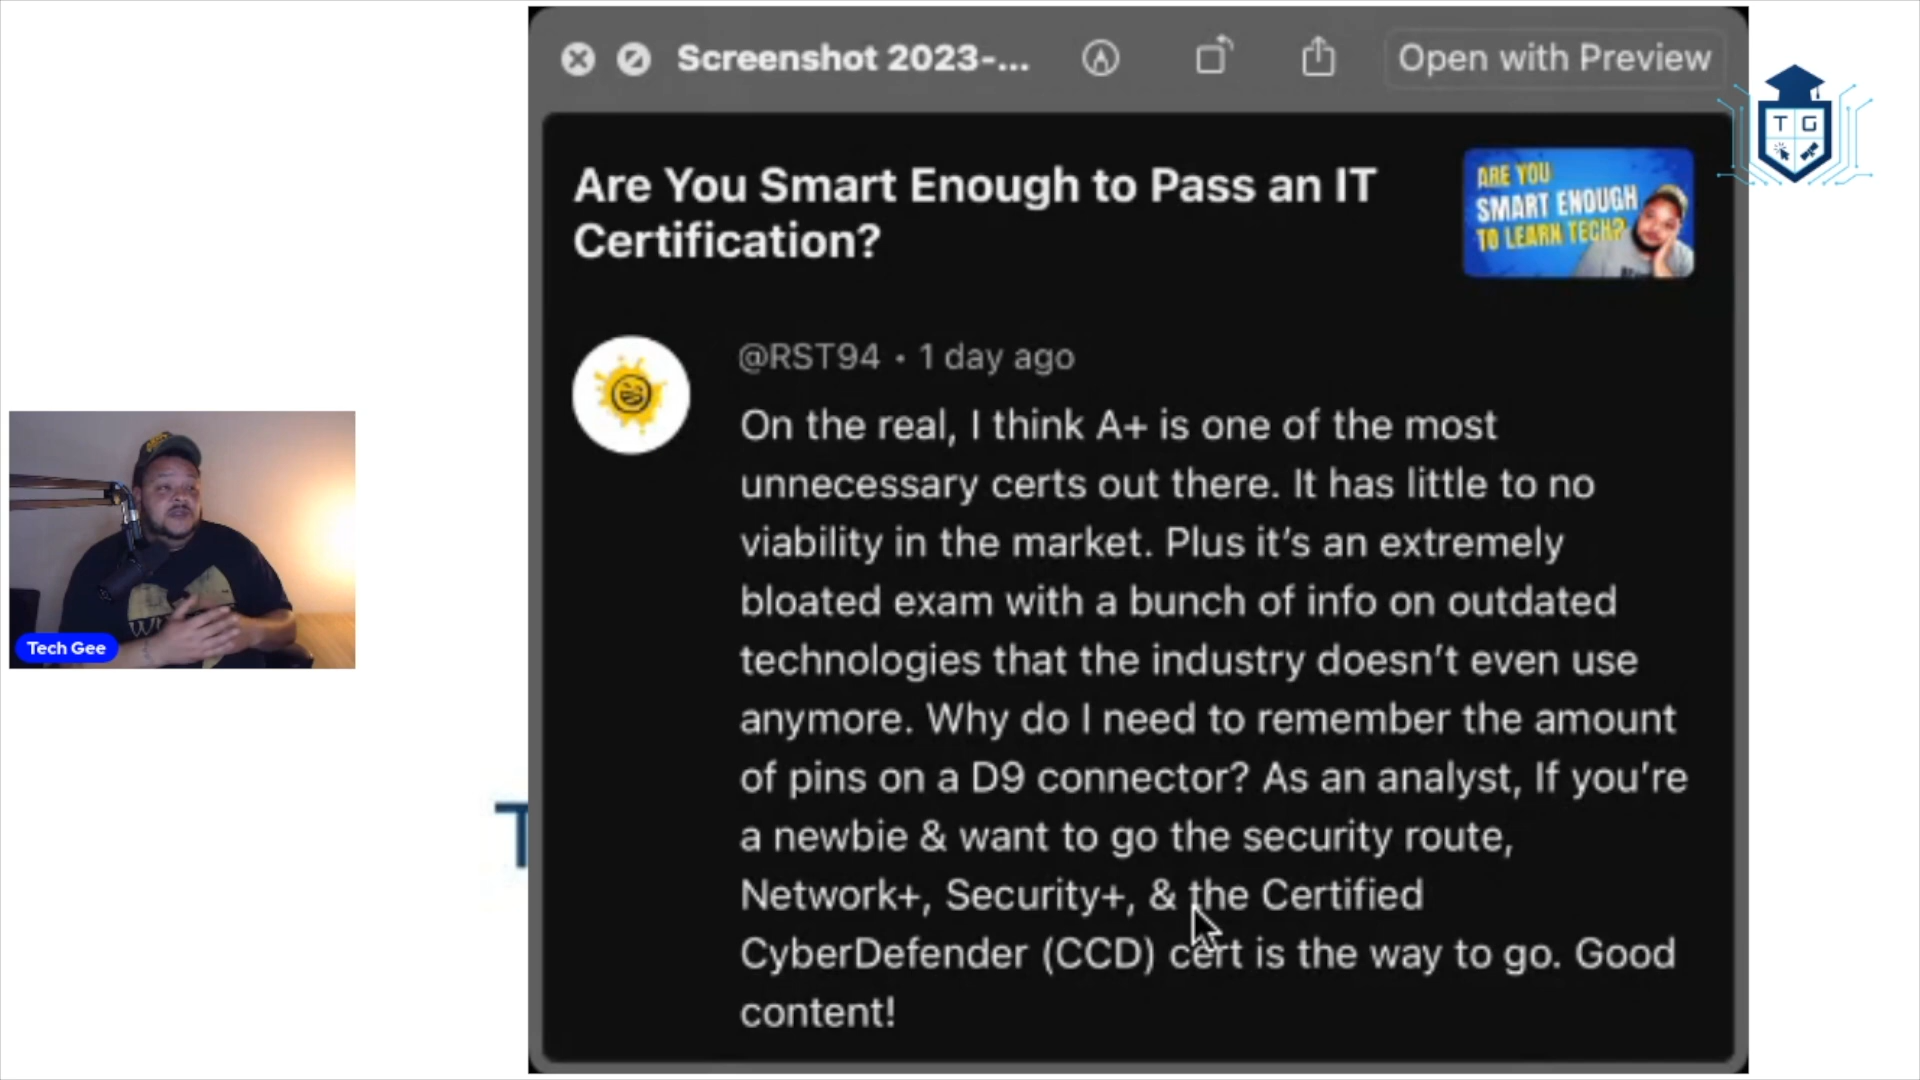 Screenshot 2023-...
Open with Preview
T G
Are You Smart Enough to Pass an IT
Certification?
ARE YOU
SMART ENOUGH
TO LEARN TECH?
@RST94 • 1 day ago
On the real, I think A+ is one of the most
unnecessary certs out there. It has little to no
viability in the market. Plus it's an extremely
bloated exam with a bunch of info on outdated
technologies that the industry doesn't even use
anymore. Why do I need to remember the amount
of pins on a D9 connector? As an analyst, If you're
a newbie & want to go the security route,
Network+, Security+, & the Certified
CyberDefender (CCD) cert is the way to go. Good
content!
Tech Gee
T